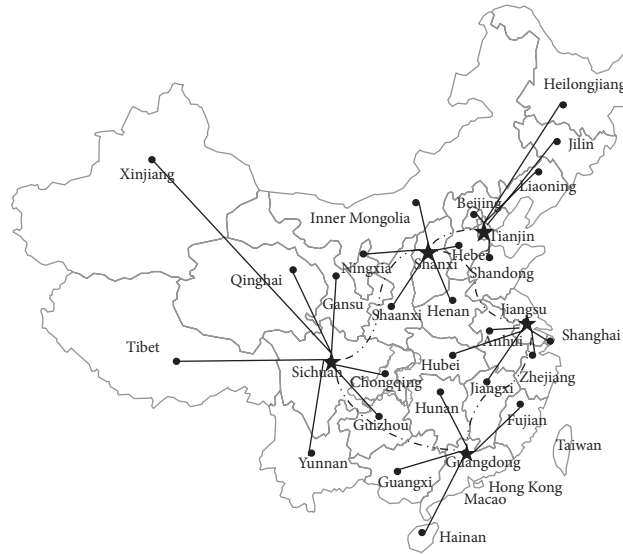 Heilongjiang
Jilin
Xinjiang
Liaoning
Beijing
Inner Mongolia
Tianjin
Hebei
Shanxi
Ningxia
Shandong
Qinghai
Gansu
Shaanxi
Henan
Jiangsu
Anhui
Shanghai
Tibet
Hubei
Sichuan
Chongqing
Jiangxi
Zhejiang
Hunan
Guizhou
Fujian
Taiwan
Yunnan
Guangdong
Guangxi
Hong Kong
Macao
Hainan